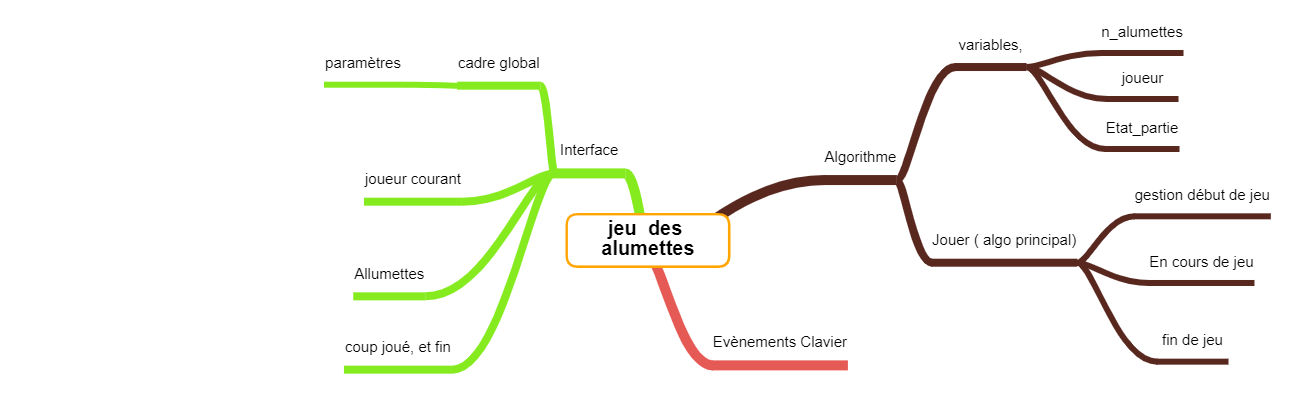 jeu des
alumettes
Interface
cadre global
paramètres
joueur courant
Allumettes
coup joué, et fin
Algorithme
variables,
n_alumettes
joueur
Etat_partie
Jouer ( algo principal)
gestion début de jeu
En cours de jeu
fin de jeu
Evènements Clavier